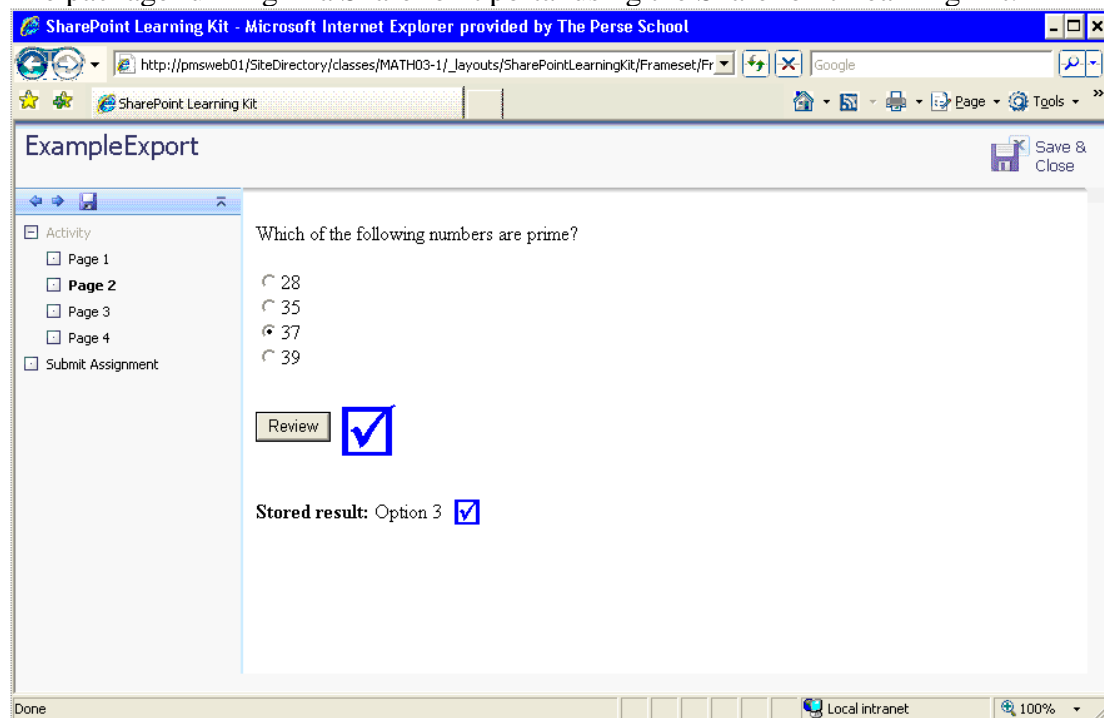 SharePoint Learning Kit - Microsoft Internet Explorer provided by The Perse School
http://pmsweb01/SiteDirectory/classes/MATH03-1/_layouts/SharePointLearningKit/Frameset/Fr
Google
SharePoint Learning Kit
Page
Tools
»
ExampleExport
Save &
Close
Activity
Page 1
Page 2
Page 3
Page 4
Submit Assignment
Which of the following numbers are prime?
28
35
37
39
Review
Stored result: Option 3
Done
Local intranet
100%